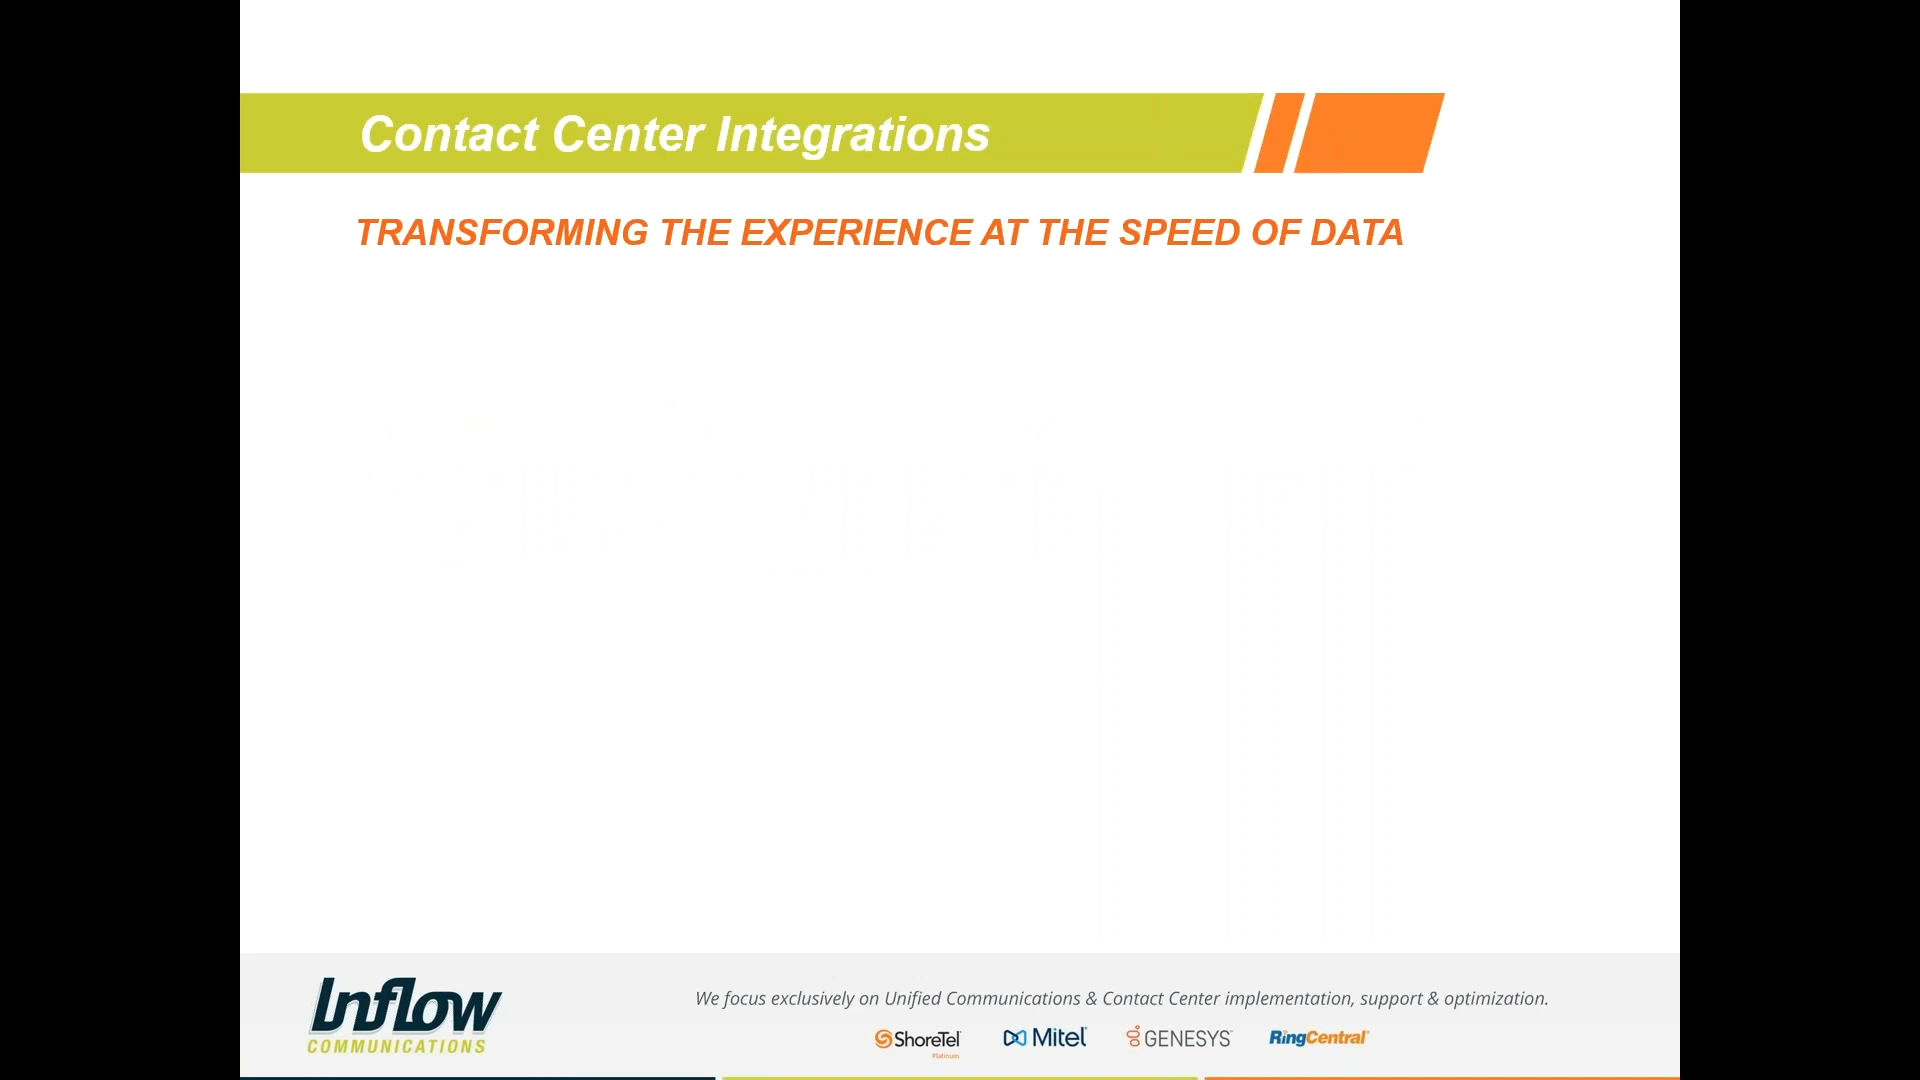 Contact Center Integrations
TRANSFORMING THE EXPERIENCE AT THE SPEED OF DATA
Inflow
COMMUNICATIONS
We focus exclusively on Unified Communications & Contact Center implementation, support & optimization.
ShoreTel Mitel GENESYS RingCentral
Platinum